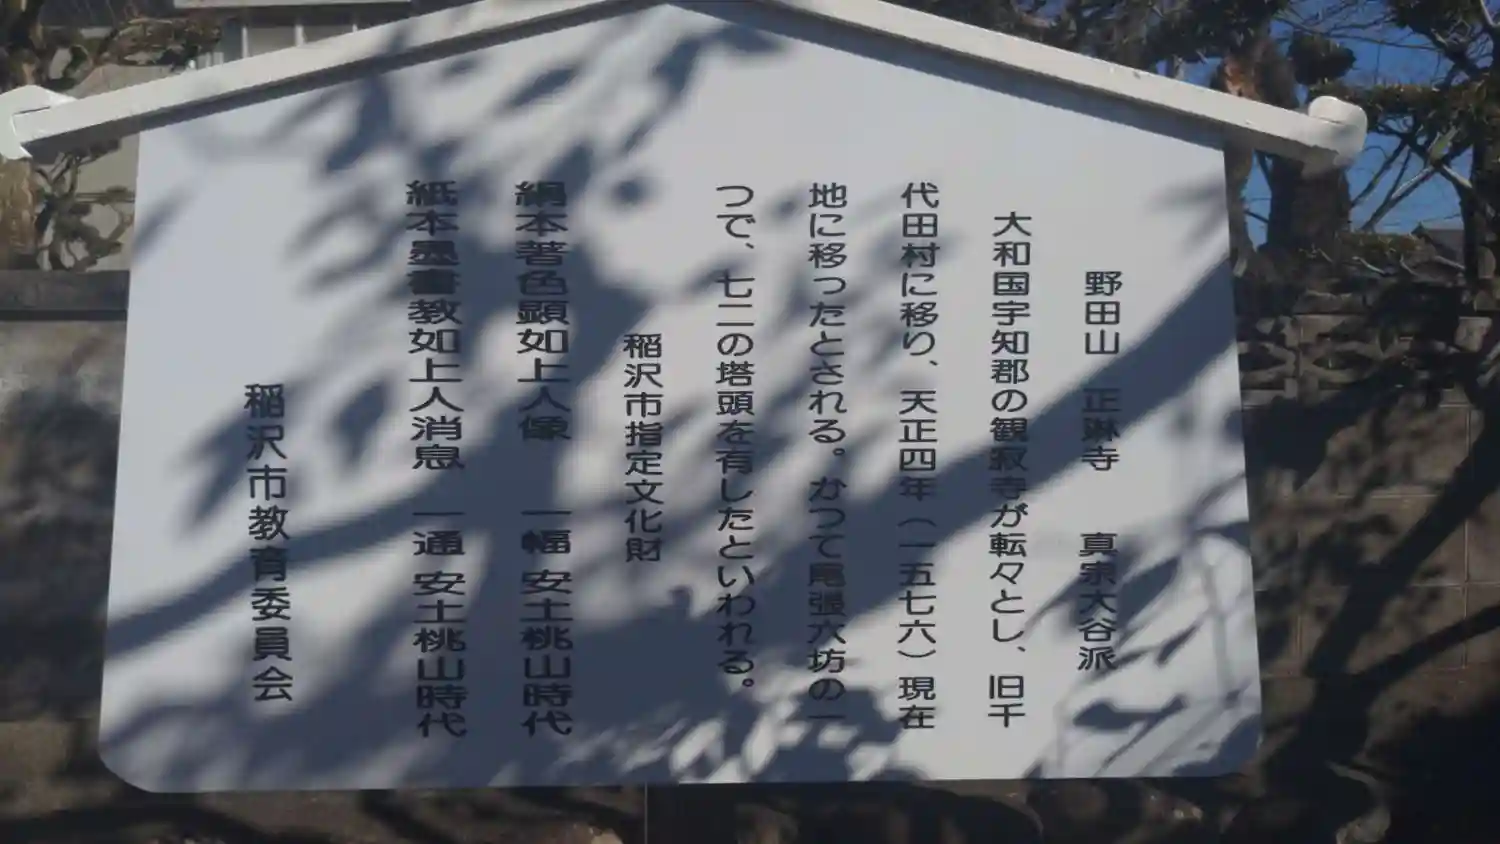 野田山　正琳寺　　真宗大谷派
大和国宇知郡の観寂寺が転々とし、旧千
代田村に移り、天正四年（一五七六）現在
地に移ったとされる。かつて尾張六坊の一
つで、七二の塔頭を有したといわれる。
稲沢市指定文化財
絹本著色顕如上人像　　一幅 安土桃山時代
紙本墨書教如上人消息　一通 安土桃山時代
稲沢市教育委員会